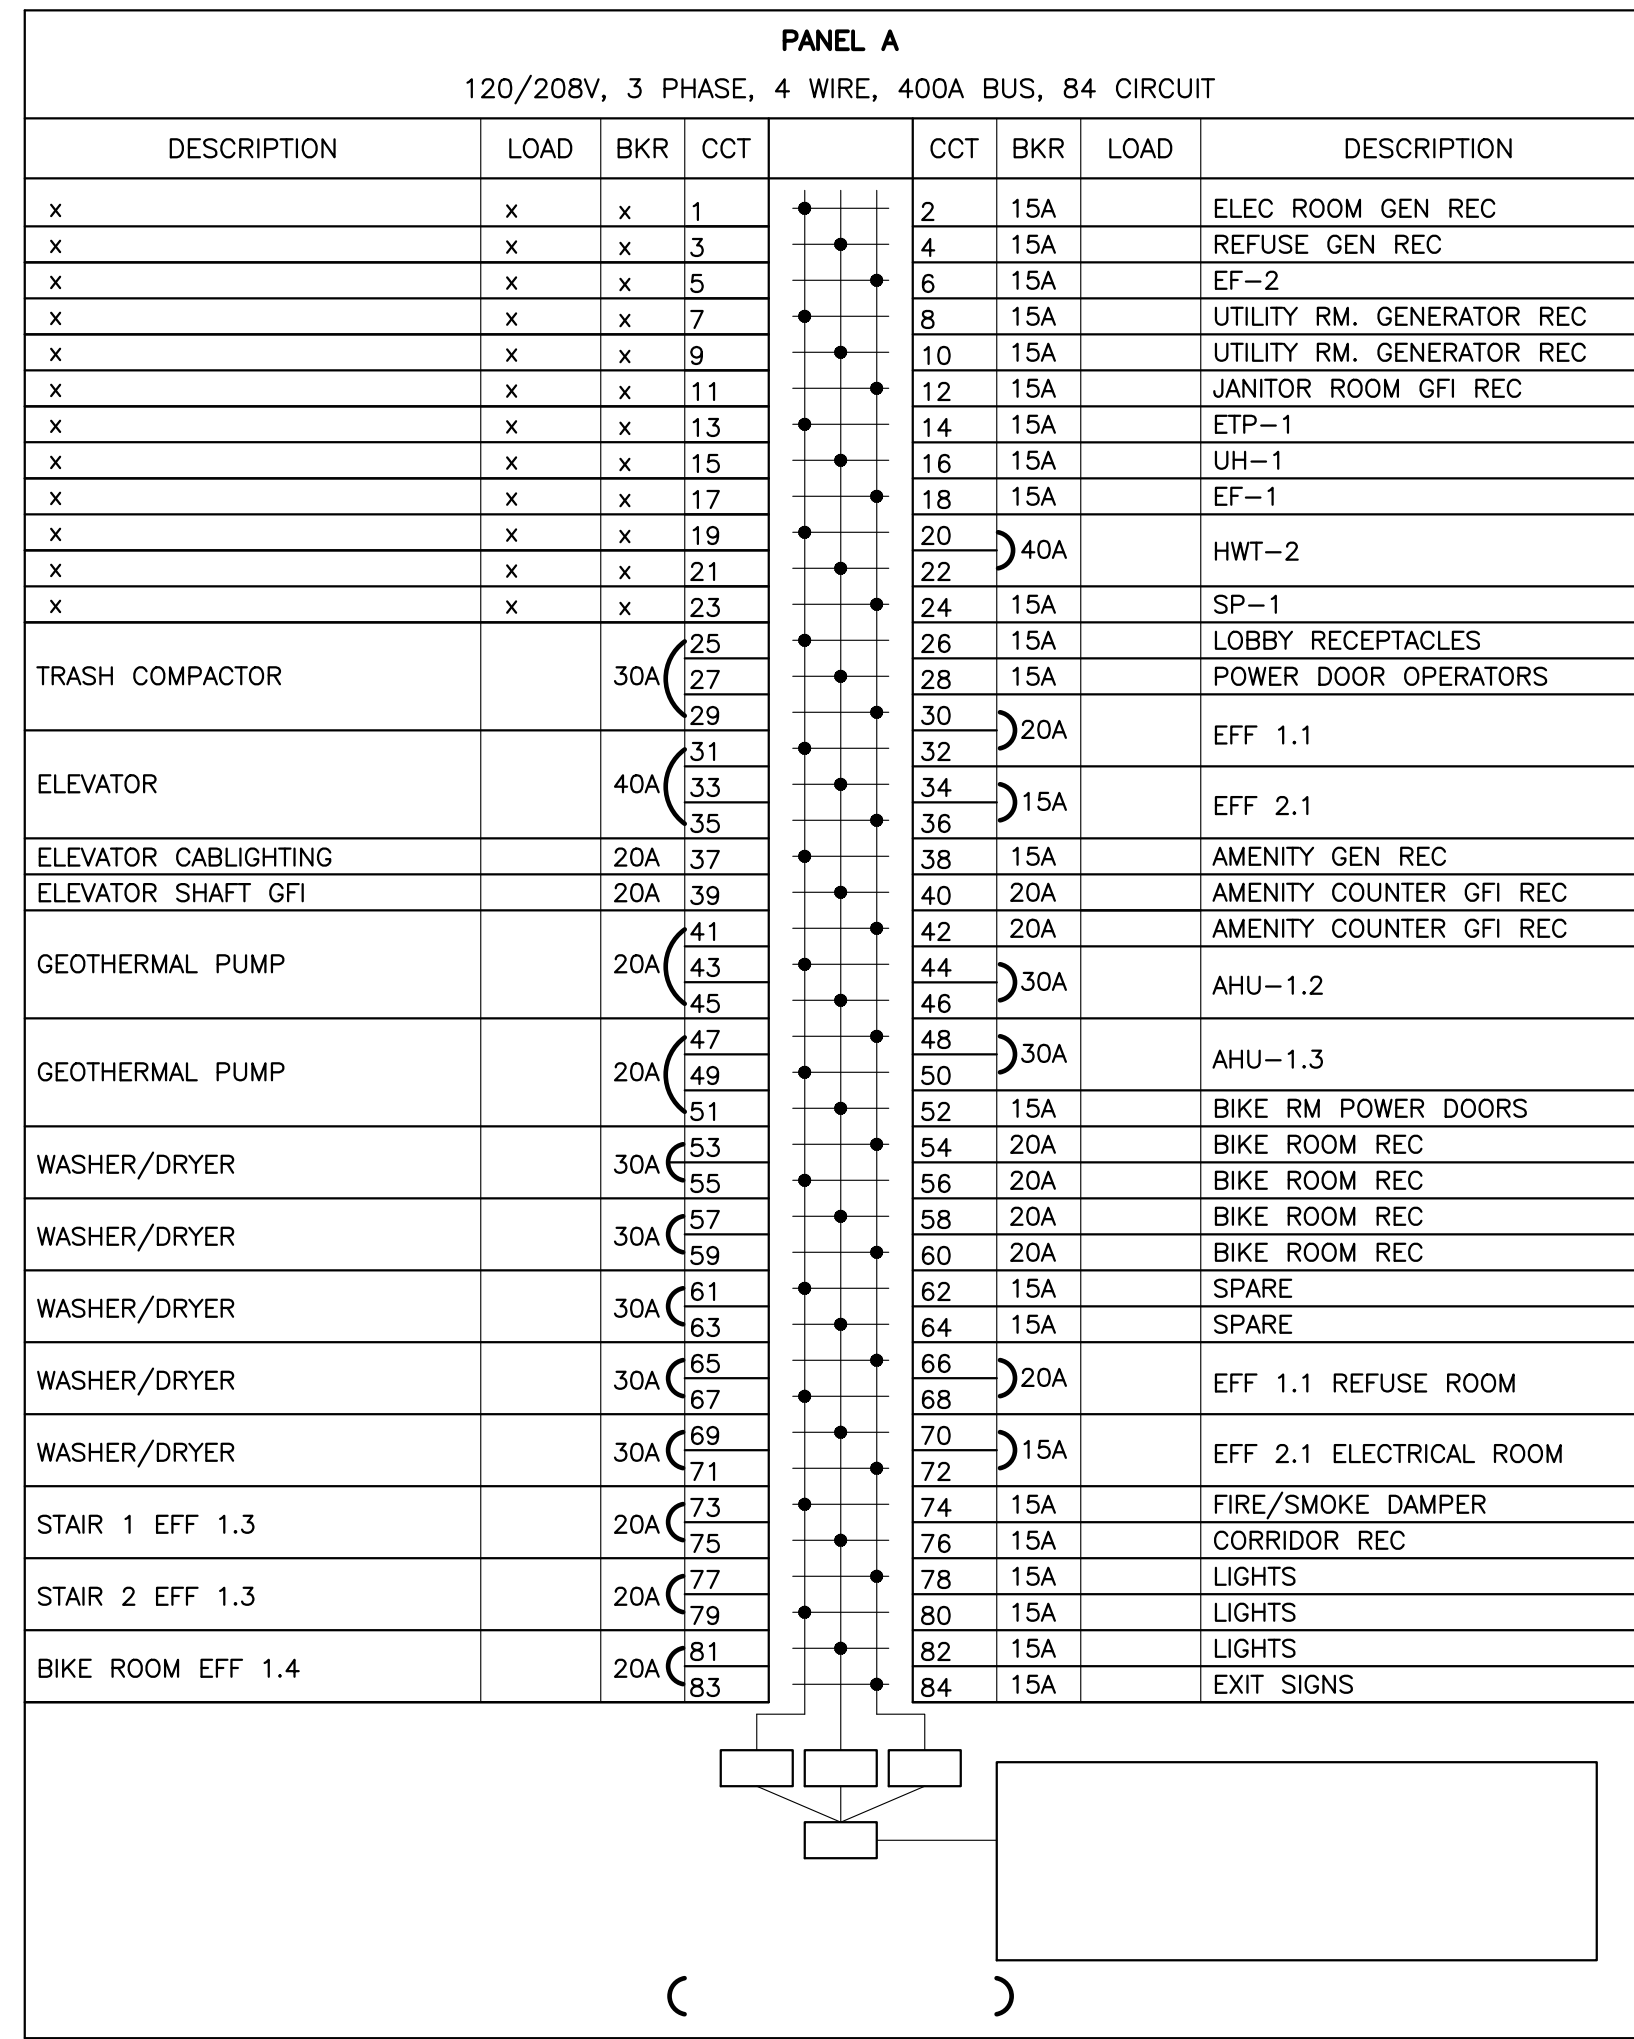 PANEL A
120/208V, 3 PHASE, 4 WIRE, 400A BUS, 84 CIRCUIT
DESCRIPTION LOAD BKR CCT CCT BKR LOAD DESCRIPTION
x x x 1 2 15A ELEC ROOM GEN REC
x x x 3 4 15A REFUSE GEN REC
x x x 5 6 15A EF-2
x x x 7 8 15A UTILITY RM. GENERATOR REC
x x x 9 10 15A UTILITY RM. GENERATOR REC
x x x 11 12 15A JANITOR ROOM GFI REC
x x x 13 14 15A ETP-1
x x x 15 16 15A UH-1
x x x 17 18 15A EF-1
x x x 19 20
40A HWT-2
x x x 21 22
x x x 23 24 15A SP-1
25 26 15A LOBBY RECEPTACLES
TRASH COMPACTOR 30A 27 28 15A POWER DOOR OPERATORS
29 30
20A EFF 1.1
31 32
ELEVATOR 40A 33 34
15A EFF 2.1
35 36
ELEVATOR CABLIGHTING 20A 37 38 15A AMENITY GEN REC
ELEVATOR SHAFT GFI 20A 39 40 20A AMENITY COUNTER GFI REC
41 42 20A AMENITY COUNTER GFI REC
GEOTHERMAL PUMP 20A 43 44
30A AHU-1.2
45 46
47 48
30A AHU-1.3
GEOTHERMAL PUMP 20A 49 50
51 52 15A BIKE RM POWER DOORS
53 54 20A BIKE ROOM REC
WASHER/DRYER 30A
55 56 20A BIKE ROOM REC
57 58 20A BIKE ROOM REC
WASHER/DRYER 30A
59 60 20A BIKE ROOM REC
61 62 15A SPARE
WASHER/DRYER 30A
63 64 15A SPARE
65 66
WASHER/DRYER 30A 20A EFF 1.1 REFUSE ROOM
67 68
69 70
WASHER/DRYER 30A 15A EFF 2.1 ELECTRICAL ROOM
71 72
73 74 15A FIRE/SMOKE DAMPER
STAIR 1 EFF 1.3 20A
75 76 15A CORRIDOR REC
77 78 15A LIGHTS
STAIR 2 EFF 1.3 20A
79 80 15A LIGHTS
81 82 15A LIGHTS
BIKE ROOM EFF 1.4 20A
83 84 15A EXIT SIGNS